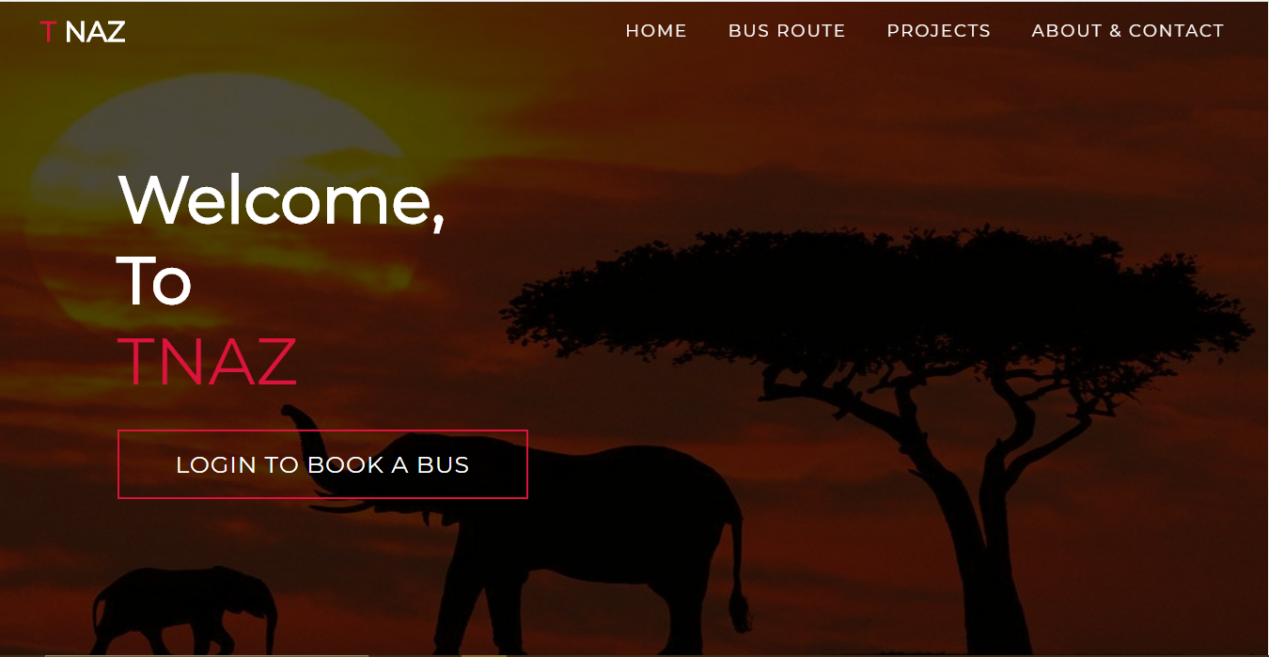 T NAZ
HOME BUS ROUTE PROJECTS ABOUT & CONTACT
Welcome,
To
TNAZ
LOGIN TO BOOK A BUS